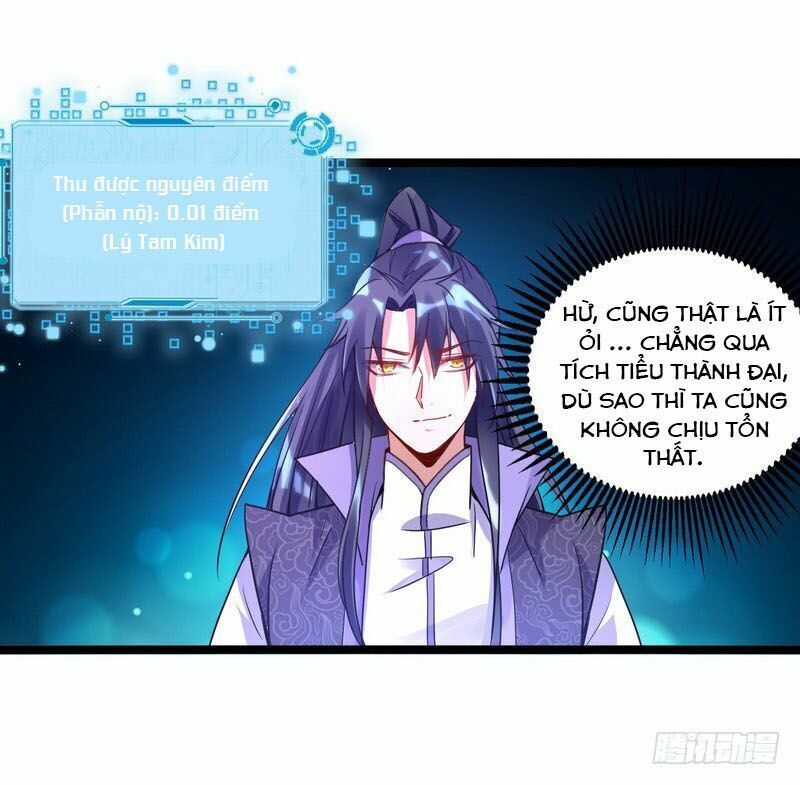 Thu được nguyên điểm
(Phẫn nộ): 0.01 điểm
(Lý Tam Kim)
HỪ, CŨNG THẬT LÀ ÍT
ỎI ... CHẲNG QUA
TÍCH TIỂU THÀNH ĐẠI,
DÙ SAO THÌ TA CŨNG
KHÔNG CHỊU TỔN
THẤT.
腾讯动漫